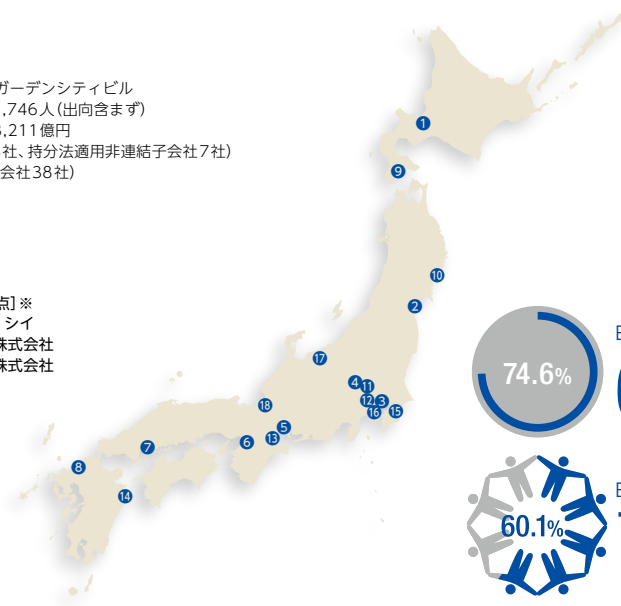 ガーデンシティビル
,746人(出向含まず)
,211億円
社、持分法適用非連結子会社7社)
会社38社)
点]※
シイ
株式会社
株式会社
1
9
10
2
17
4
11
12
3
16
15
18
5
13
6
7
8
14
74.6%
60.1%